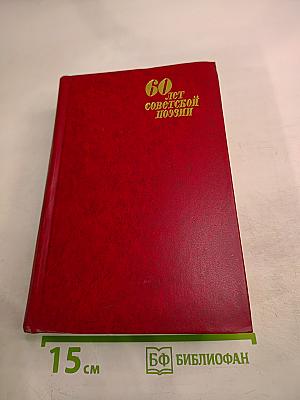 60
ЛЕТ
СОВЕТСКОЙ
ПОЭЗИИ
15 СМ
БФ БИБЛИОФАН